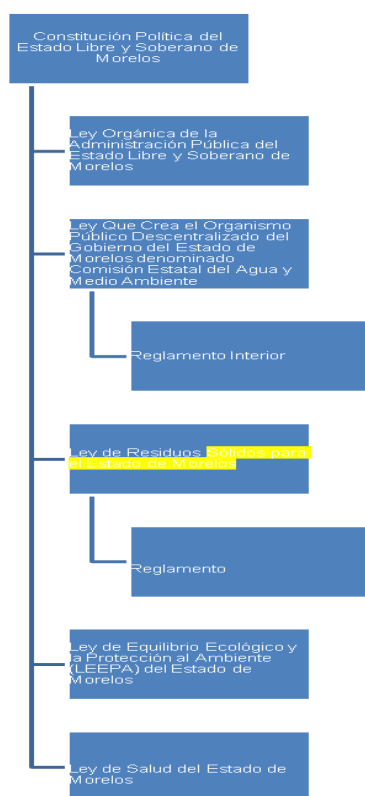 Constitución Política del
Estado Libre y Soberano de
Morelos
Ley Orgánica de la
Administración Pública del
Estado Libre y Soberano de
Morelos
Ley Que Crea el Organismo
Público Descentralizado del
Gobierno del Estado de
Morelos denominado
Comisión Estatal del Agua y
Medio Ambiente
Reglamento Interior
Ley de Residuos Sólidos para
el Estado de Morelos
Reglamento
Ley de Equilibrio Ecológico y
la Protección al Ambiente
(LEEPA) del Estado de
Morelos
Ley de Salud del Estado de
Morelos